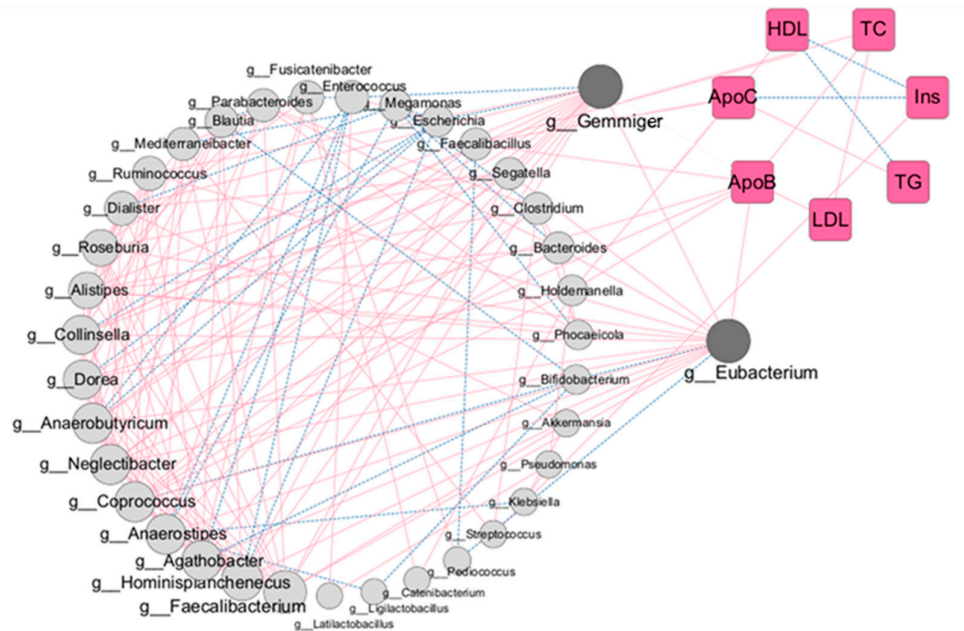 HDL
TC
ApoC
Ins
ApoB
TG
LDL
g__Gemmiger
g__Eubacterium
g__Fusicatenibacter
g__Enterococcus
g__Parabacteroides
g__Megamonas
g__Blautia
g__Escherichia
g__Mediterraneibacter
g__Faecalibacillus
g__Ruminococcus
g__Segatella
g__Dialister
g__Clostridium
g__Roseburia
g__Bacteroides
g__Alistipes
g__Holdemanella
g__Collinsella
g__Phocaeicola
g__Dorea
g__Bifidobacterium
g__Anaerobutyricum
g__Akkermansia
g__Neglectibacter
g__Pseudomonas
g__Coprococcus
g__Klebsiella
g__Anaerostipes
g__Streptococcus
g__Agathobacter
g__Pediococcus
g__Hominisplanchenecus
g__Catenibacterium
g__Faecalibacterium
g__Ligilactobacillus
g__Latilactobacillus